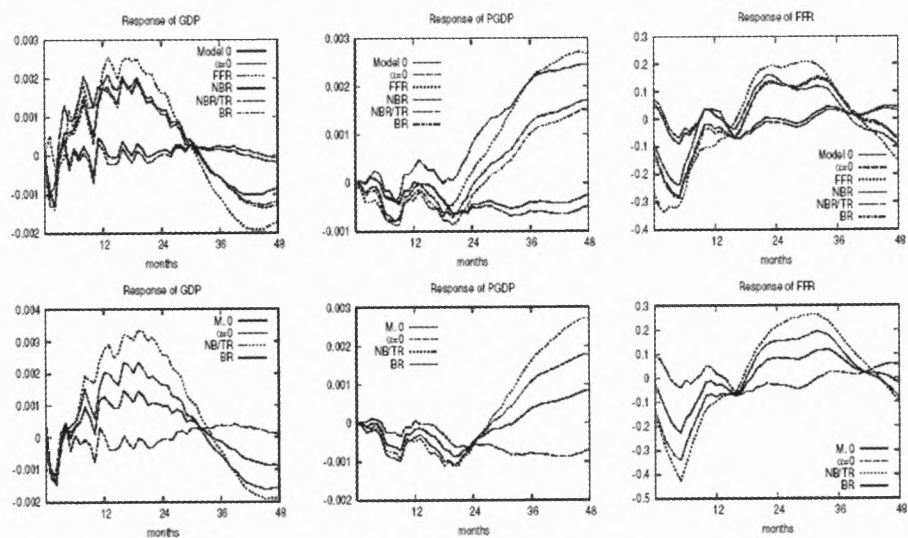 Response of GDP
0.003
0.002
0.001
0
-0.001
-0.002
Model 0
α=0
FFR
NBR
NBR/TR
BR
12
24
36
48
months
Response of PGDP
0.003
0.002
0.001
0
-0.001
Model 0
α=0
FFR
NBR
NBR/TR
BR
12
24
36
48
months
Response of FFR
0.3
0.2
0.1
0
-0.1
-0.2
-0.3
-0.4
Model 0
α=0
FFR
NBR
NBR/TR
BR
12
24
36
48
months
Response of GDP
0.004
0.003
0.002
0.001
0
-0.001
-0.002
M. 0
α=0
NB/TR
BR
12
24
36
48
months
Response of PGDP
0.003
0.002
0.001
0
-0.001
-0.002
M. 0
α=0
NB/TR
BR
12
24
36
48
months
Response of FFR
0.3
0.2
0.1
0
-0.1
-0.2
-0.3
-0.4
-0.5
M. 0
α=0
NB/TR
BR
12
24
36
48
months